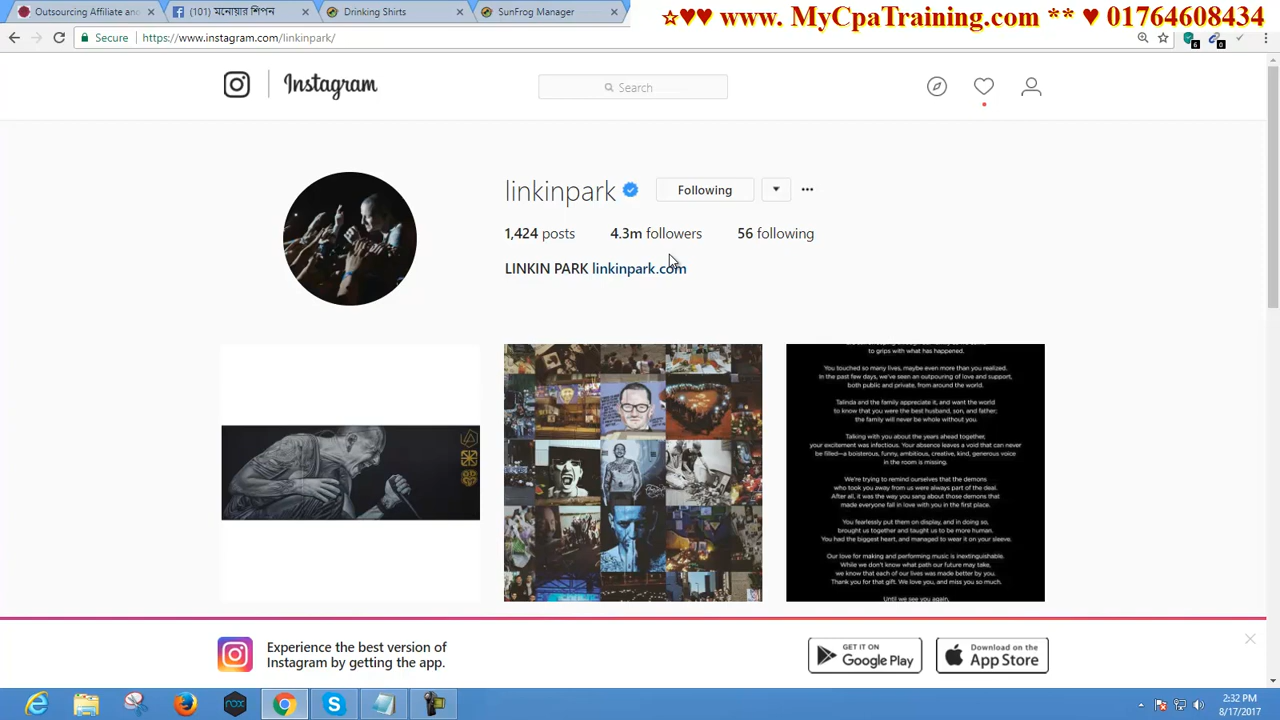 Outsourcing Affiliate
(3) Jhony
Linkin Park Shirts
Linkin Park
☆♥♥ www. MyCpaTraining.com ** ♥ 01764608434
Secure https://www.instagram.com/linkinpark/
6
0
Instagram
Search
linkinpark
Following
1,424 posts 4.3m followers 56 following
LINKIN PARK linkinpark.com
to grips with what has happened.
You touched so many lives, maybe even more than you realized.
In the past few days, we've seen an outpouring of love and support,
both public and private, from around the world.
Talinda and the family appreciate it, and want the world
to know that you were the best husband, son, and father;
the family will never be whole without you.
Talking with you about the years ahead together,
your excitement was infectious. Your absence leaves a void that can never
be filled—a boisterous, funny, ambitious, creative, kind, generous voice
in the room is missing.
We're trying to remind ourselves that the demons
who took you away from us were always part of the deal.
After all, it was the way you sang about those demons that
made everyone fall in love with you in the first place.
You fearlessly put them on display, and in doing so,
brought us together and taught us to be more human.
You had the biggest heart, and managed to wear it on your sleeve.
Our love for making and performing music is inextinguishable.
While we don't know what path our future may take,
we know that each of our lives was made better by you.
Thank you for that gift. We love you, and miss you so much.
Until we see you again,
Experience the best version of
Instagram by getting the app.
GET IT ON
Google Play
Download on the
App Store
2:32 PM
8/17/2017